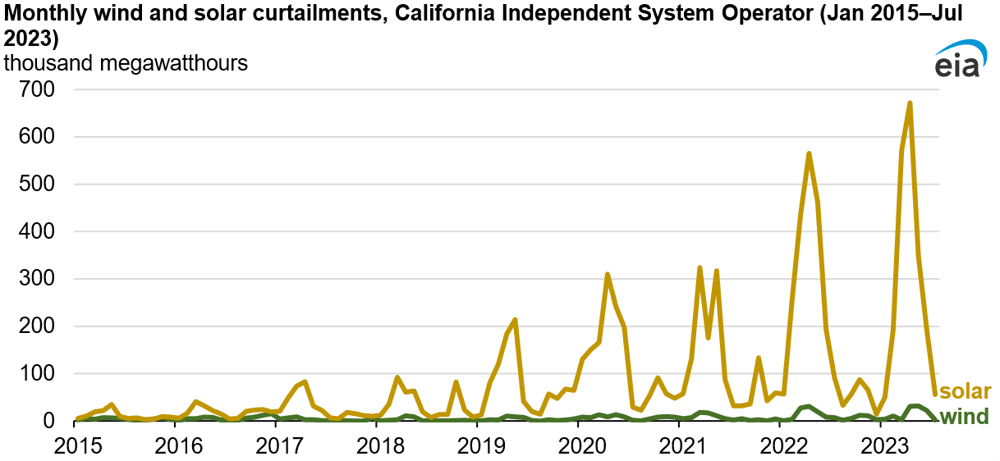 Monthly wind and solar curtailments, California Independent System Operator (Jan 2015–Jul
2023)
thousand megawatthours
eia
700
600
500
400
300
200
100
0
solar
wind
2015 2016 2017 2018 2019 2020 2021 2022 2023